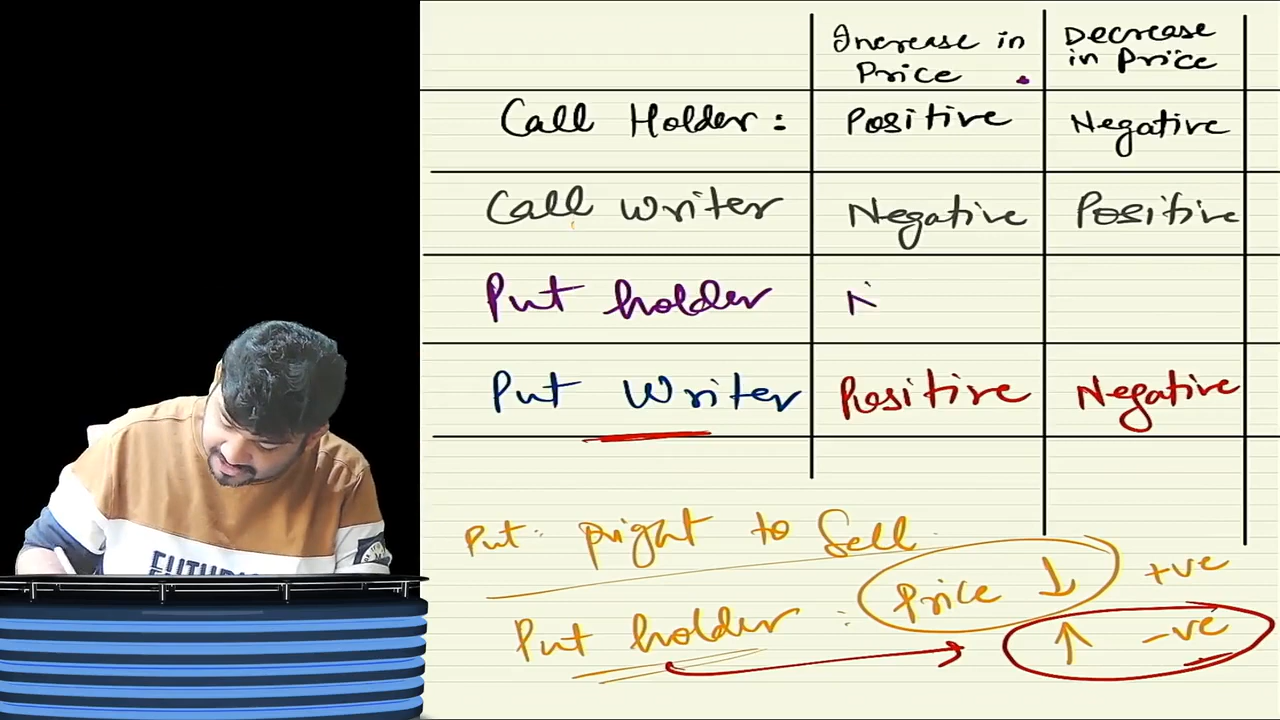 Increase in Price
Decrease in Price
Call Holder : Positive Negative
Call Writer Negative Positive
Put holder N
Put Writer Positive Negative
Put: right to Sell
Put holder : Price ↓ +ve
↑ -ve